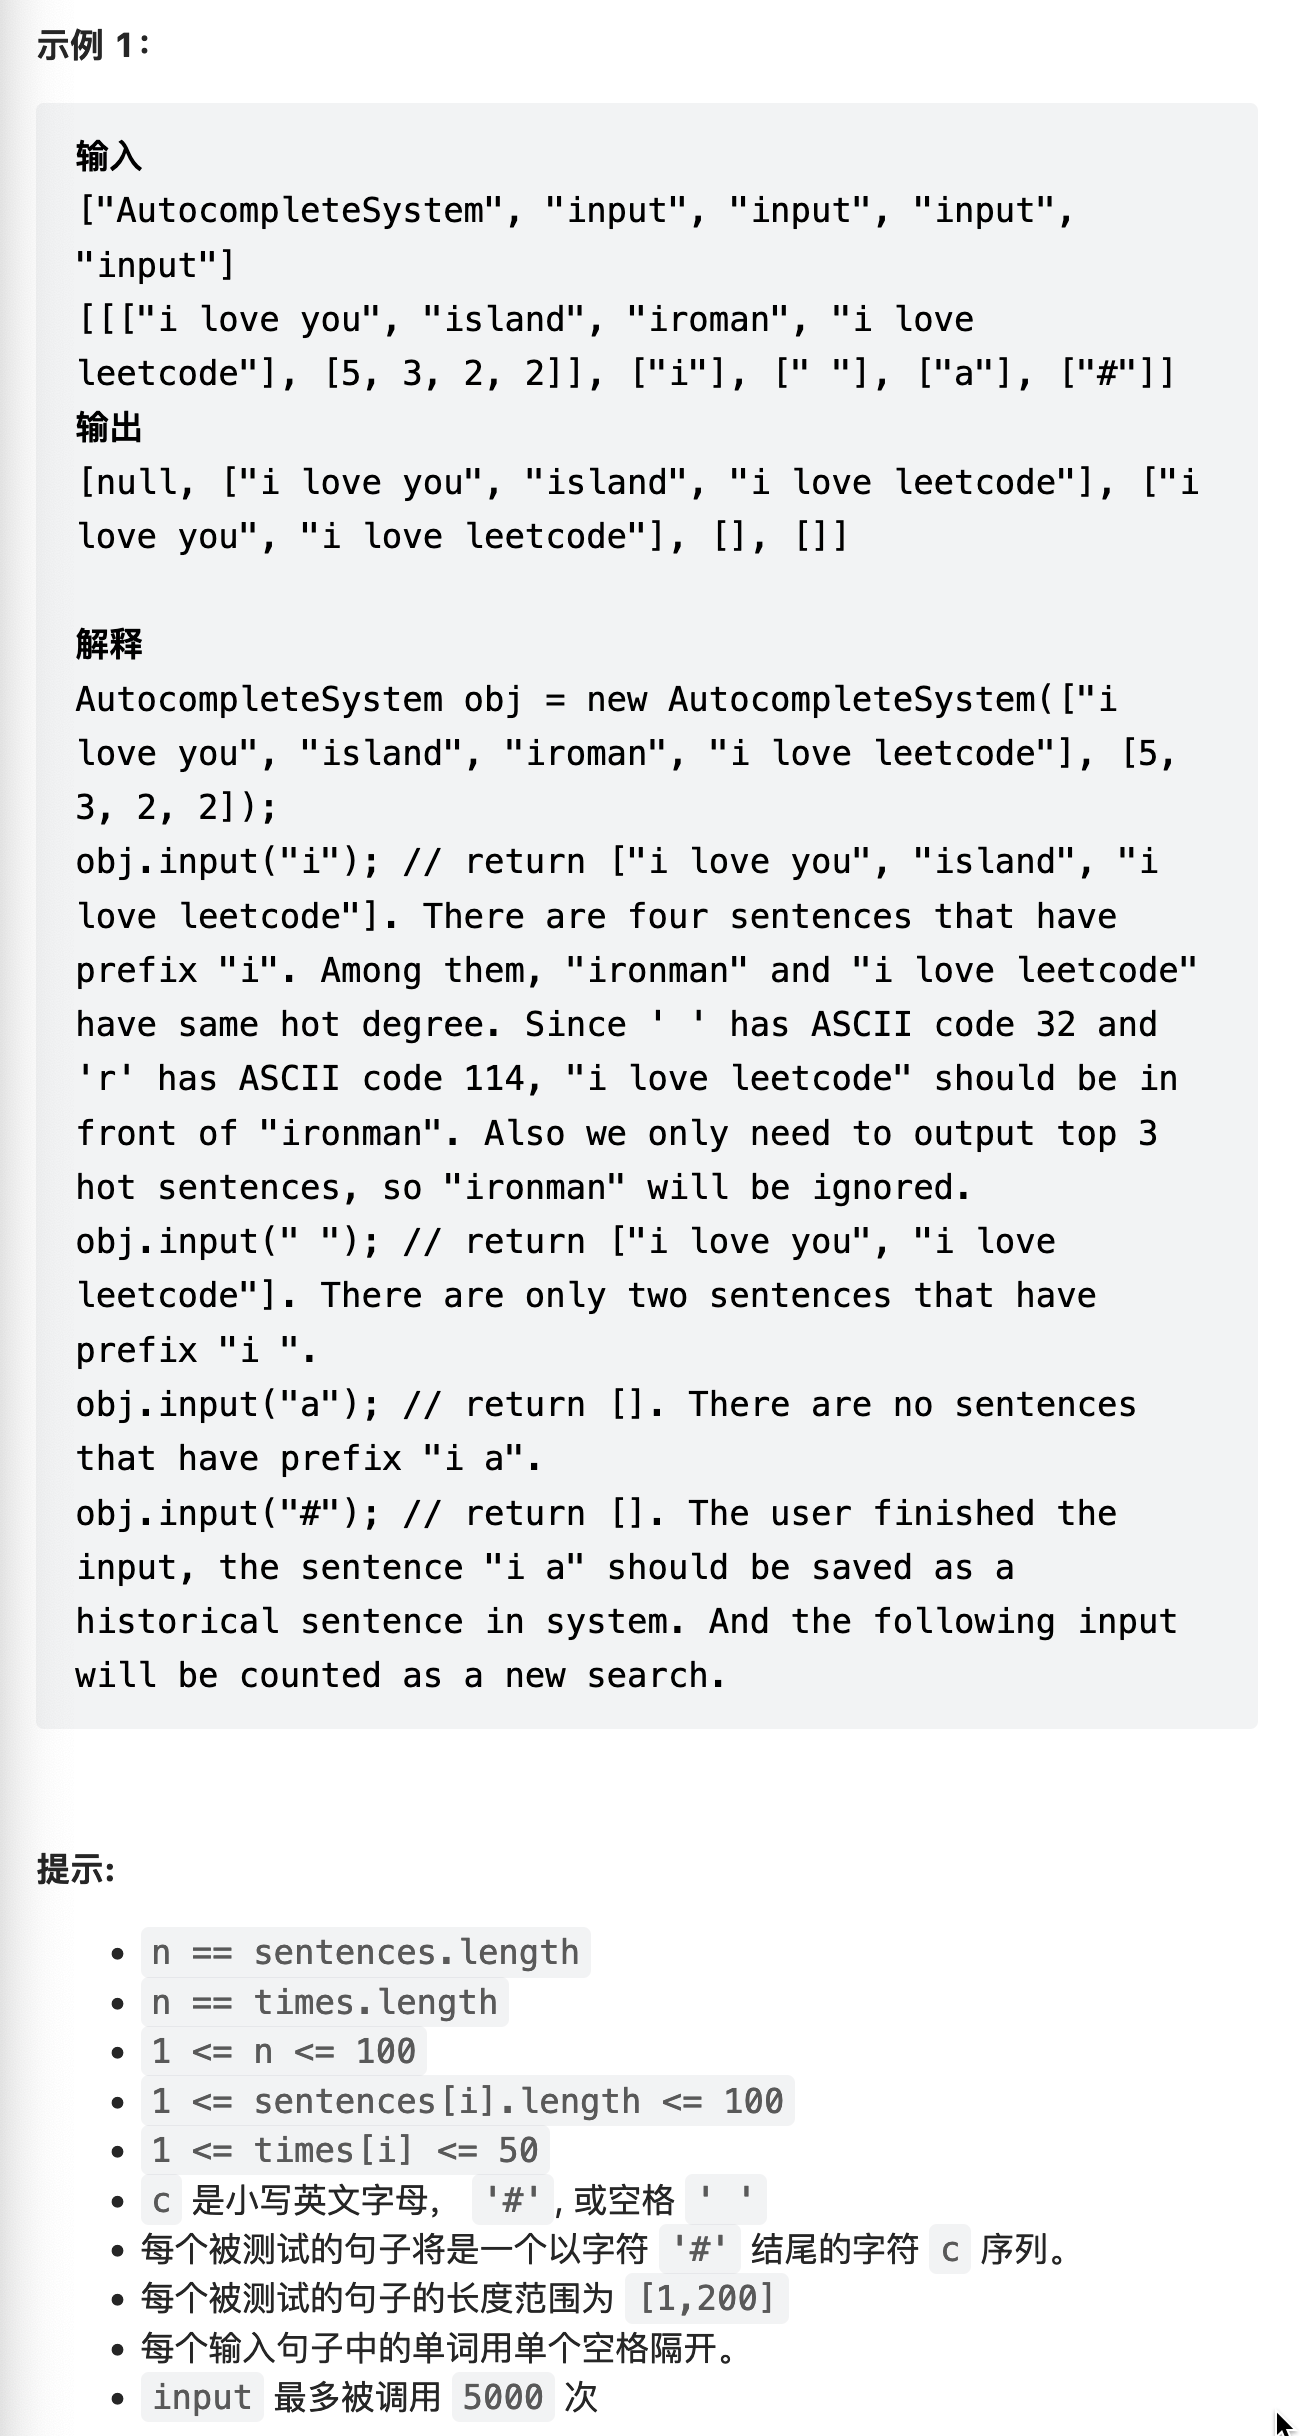 示例 1：
输入
["AutocompleteSystem", "input", "input", "input",
"input"]
[[["i love you", "island", "iroman", "i love
leetcode"], [5, 3, 2, 2]], ["i"], [" "], ["a"], ["#"]]
输出
[null, ["i love you", "island", "i love leetcode"], ["i
love you", "i love leetcode"], [], []]
解释
AutocompleteSystem obj = new AutocompleteSystem(["i
love you", "island", "iroman", "i love leetcode"], [5,
3, 2, 2]);
obj.input("i"); // return ["i love you", "island", "i
love leetcode"]. There are four sentences that have
prefix "i". Among them, "ironman" and "i love leetcode"
have same hot degree. Since ' ' has ASCII code 32 and
'r' has ASCII code 114, "i love leetcode" should be in
front of "ironman". Also we only need to output top 3
hot sentences, so "ironman" will be ignored.
obj.input(" "); // return ["i love you", "i love
leetcode"]. There are only two sentences that have
prefix "i ".
obj.input("a"); // return []. There are no sentences
that have prefix "i a".
obj.input("#"); // return []. The user finished the
input, the sentence "i a" should be saved as a
historical sentence in system. And the following input
will be counted as a new search.
提示:
• n == sentences.length
• n == times.length
• 1 <= n <= 100
• 1 <= sentences[i].length <= 100
• 1 <= times[i] <= 50
• c 是小写英文字母， '#', 或空格 ' '
• 每个被测试的句子将是一个以字符 '#' 结尾的字符 c 序列。
• 每个被测试的句子的长度范围为 [1,200]
• 每个输入句子中的单词用单个空格隔开。
• input 最多被调用 5000 次